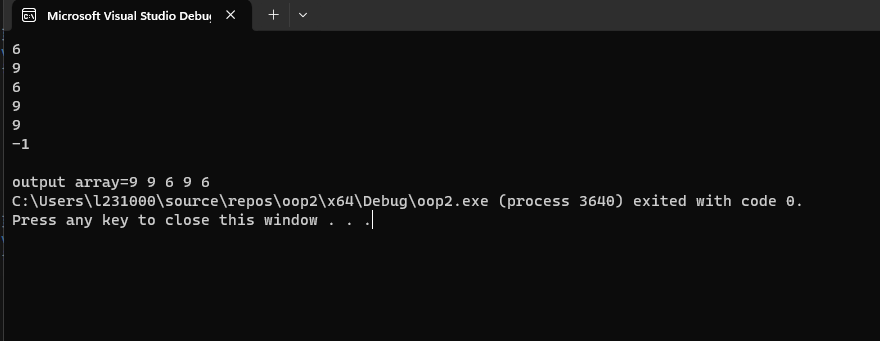 Microsoft Visual Studio Debu
6
9
6
9
9
-1
output array=9 9 6 9 6
C:\Users\l231000\source\repos\oop2\x64\Debug\oop2.exe (process 3640) exited with code 0.
Press any key to close this window . . .